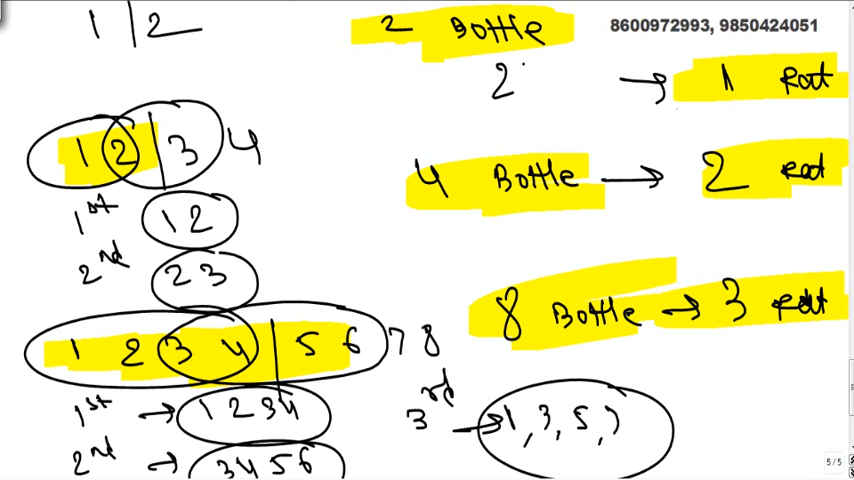 1 | 2
2 Bottle
8600972993, 9850424051
2 → 1 Rat
1 2 | 3 4
4 Bottle → 2 Rat
1st 1 2
2nd 2 3
8 Bottle → 3 Rat
1 2 3 4 | 5 6 7 8
1st → 1 2 3 4
3rd → 1, 3, 5, 7
2nd → 3 4 5 6
5/5